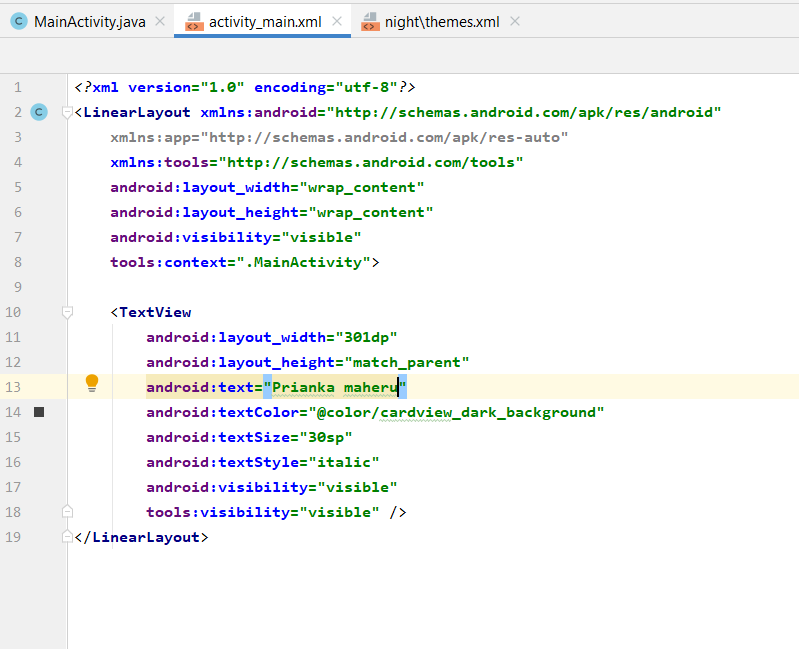 MainActivity.java activity_main.xml night\themes.xml
1 <?xml version="1.0" encoding="utf-8"?>
2 <LinearLayout xmlns:android="http://schemas.android.com/apk/res/android"
3 xmlns:app="http://schemas.android.com/apk/res-auto"
4 xmlns:tools="http://schemas.android.com/tools"
5 android:layout_width="wrap_content"
6 android:layout_height="wrap_content"
7 android:visibility="visible"
8 tools:context=".MainActivity">
9
10 <TextView
11 android:layout_width="301dp"
12 android:layout_height="match_parent"
13 android:text="Prianka maheru"
14 android:textColor="@color/cardview_dark_background"
15 android:textSize="30sp"
16 android:textStyle="italic"
17 android:visibility="visible"
18 tools:visibility="visible" />
19 </LinearLayout>